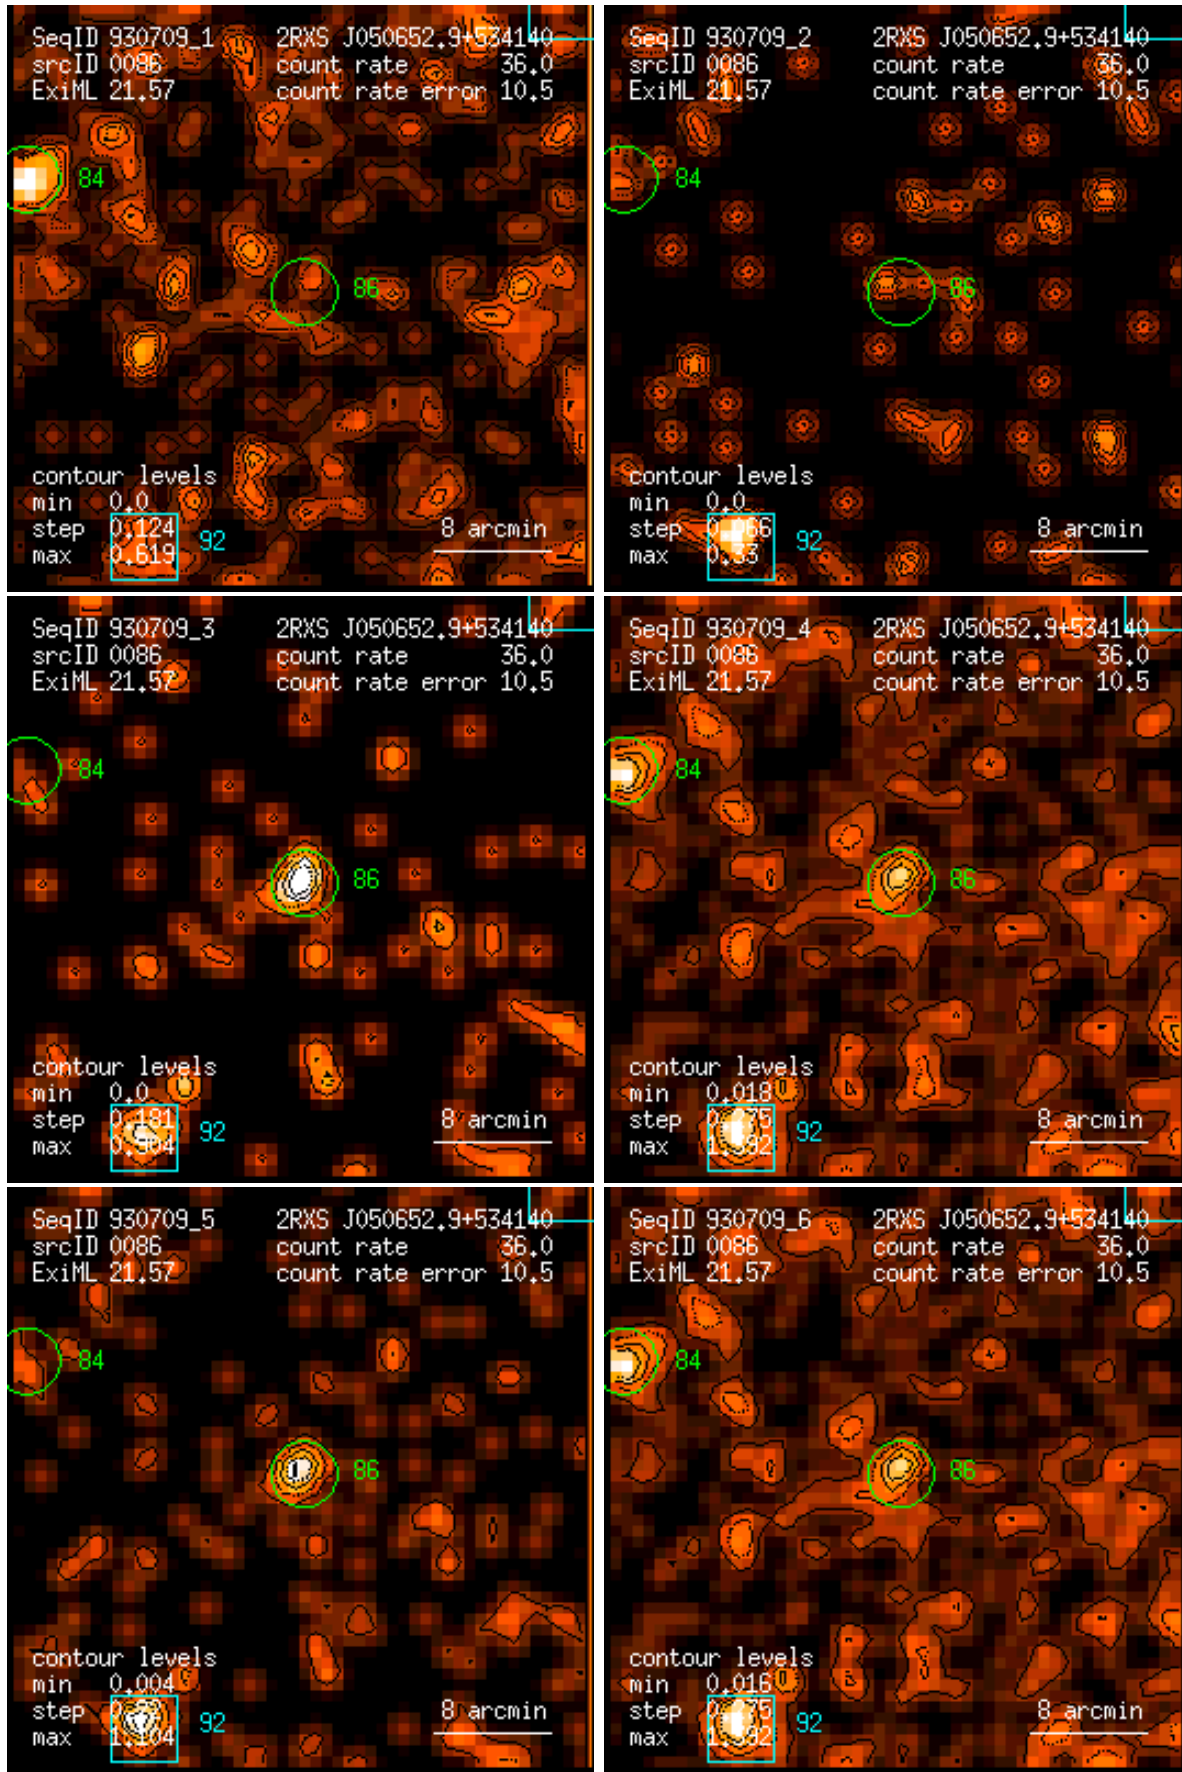 SeqID 930709_1 2RXS J050652.9+534140
srcID 0086 count rate 36.0
ExiML 21.57 count rate error 10.5
84
86
contour levels
min 0.0
step 0.124
max 0.619
92
8 arcmin
SeqID 930709_2 2RXS J050652.9+534140
srcID 0086 count rate 36.0
ExiML 21.57 count rate error 10.5
84
86
contour levels
min 0.0
step 0.066
max 0.33
92
8 arcmin
SeqID 930709_3 2RXS J050652.9+534140
srcID 0086 count rate 36.0
ExiML 21.57 count rate error 10.5
84
86
contour levels
min 0.0
step 0.181
max 0.904
92
8 arcmin
SeqID 930709_4 2RXS J050652.9+534140
srcID 0086 count rate 36.0
ExiML 21.57 count rate error 10.5
84
86
contour levels
min 0.018
step
max 1.392
92
8 arcmin
SeqID 930709_5 2RXS J050652.9+534140
srcID 0086 count rate 36.0
ExiML 21.57 count rate error 10.5
84
86
contour levels
min 0.004
step
max 1.104
92
8 arcmin
SeqID 930709_6 2RXS J050652.9+534140
srcID 0086 count rate 36.0
ExiML 21.57 count rate error 10.5
84
86
contour levels
min 0.016
step
max 1.392
92
8 arcmin